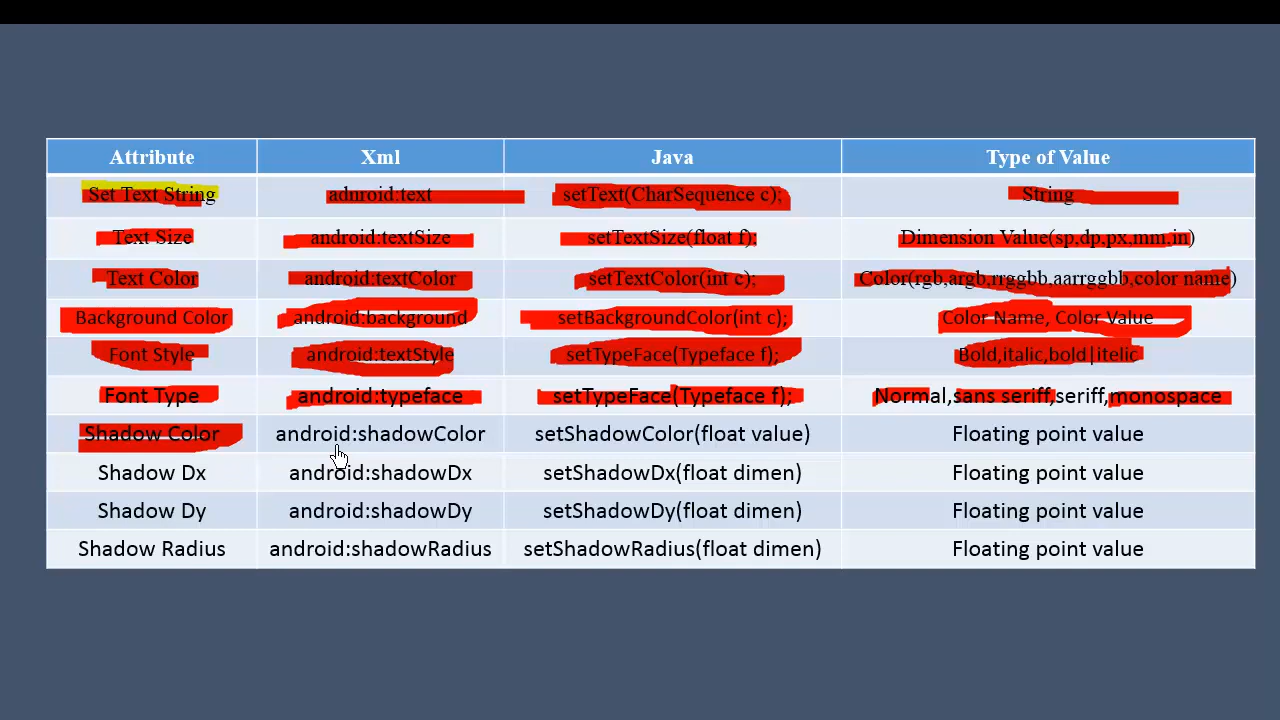 Attribute Xml Java Type of Value
Set Text String adnroid:text setText(CharSequence c); String
Text Size android:textSize setTextSize(float f); Dimension Value(sp,dp,px,mm,in)
Text Color android:textColor setTextColor(int c); Color(rgb,argb,rrggbb,aarrggbb,color name)
Background Color android:background setBackgroundColor(int c); Color Name, Color Value
Font Style android:textStyle setTypeFace(Typeface f); Bold,italic,bold|itelic
Font Type android:typeface setTypeFace(Typeface f); Normal,sans seriff,seriff,monospace
Shadow Color android:shadowColor setShadowColor(float value) Floating point value
Shadow Dx android:shadowDx setShadowDx(float dimen) Floating point value
Shadow Dy android:shadowDy setShadowDy(float dimen) Floating point value
Shadow Radius android:shadowRadius setShadowRadius(float dimen) Floating point value